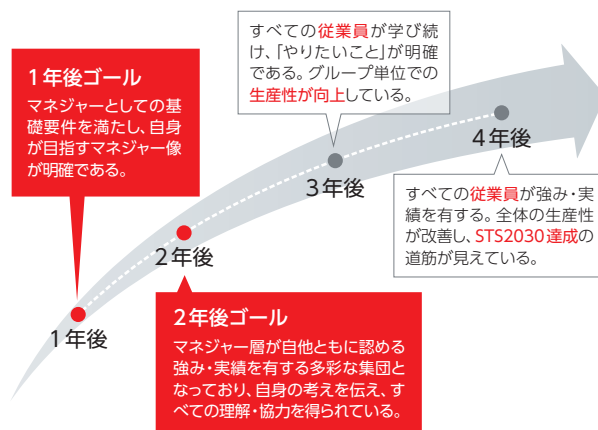 1年後ゴール
マネジャーとしての基
礎要件を満たし、自身
が目指すマネジャー像
が明確である。
1年後
2年後
2年後ゴール
マネジャー層が自他ともに認める
強み・実績を有する多彩な集団と
なっており、自身の考えを伝え、す
べての理解・協力を得られている。
すべての従業員が学び続
け、「やりたいこと」が明確
である。グループ単位での
生産性が向上している。
3年後
4年後
すべての従業員が強み・実
績を有する。全体の生産性
が改善し、STS2030達成の
道筋が見えている。